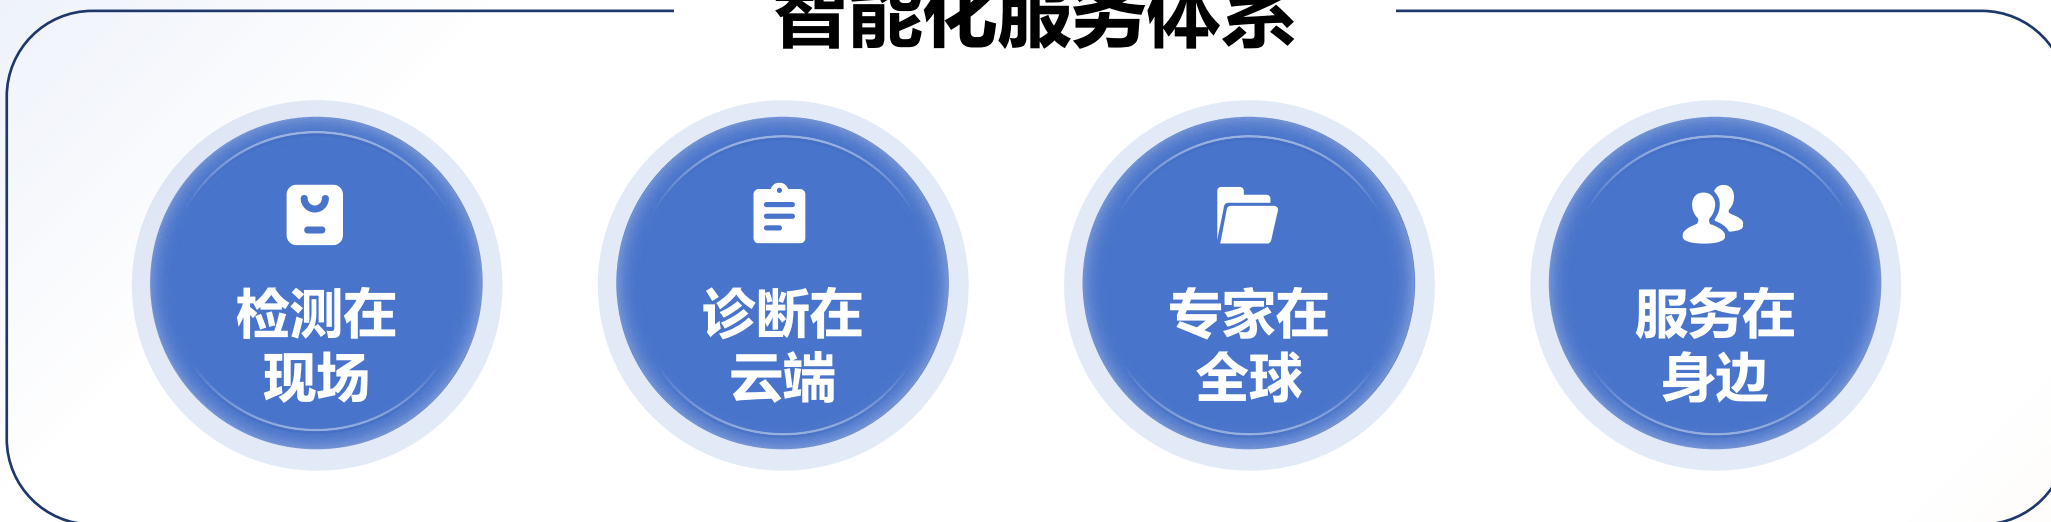 智能化服务体系
检测在
现场
诊断在
云端
专家在
全球
服务在
身边